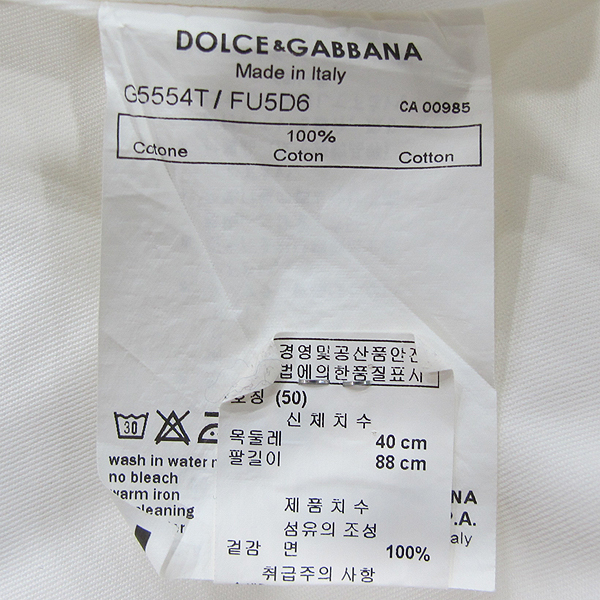 DOLCE&GABBANA
Made in Italy
G5554T/ FU5D6 CA 00985
100%
Cotone Coton Cotton
경영및공산품안전
법에의한품질표시
호칭 (50)
신체치수
목둘레 40 cm
팔길이 88 cm
30
wash in water
no bleach
warm iron
cleaning
제품치수
섬유의 조성
겉감 면 100%
취급주의 사항
NA
P.A.
aly